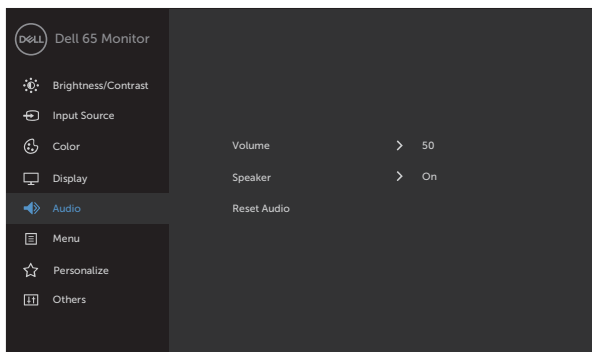 DELL Dell 65 Monitor
Brightness/Contrast
Input Source
Color
Display
Audio
Menu
Personalize
Others
Volume 50
Speaker On
Reset Audio